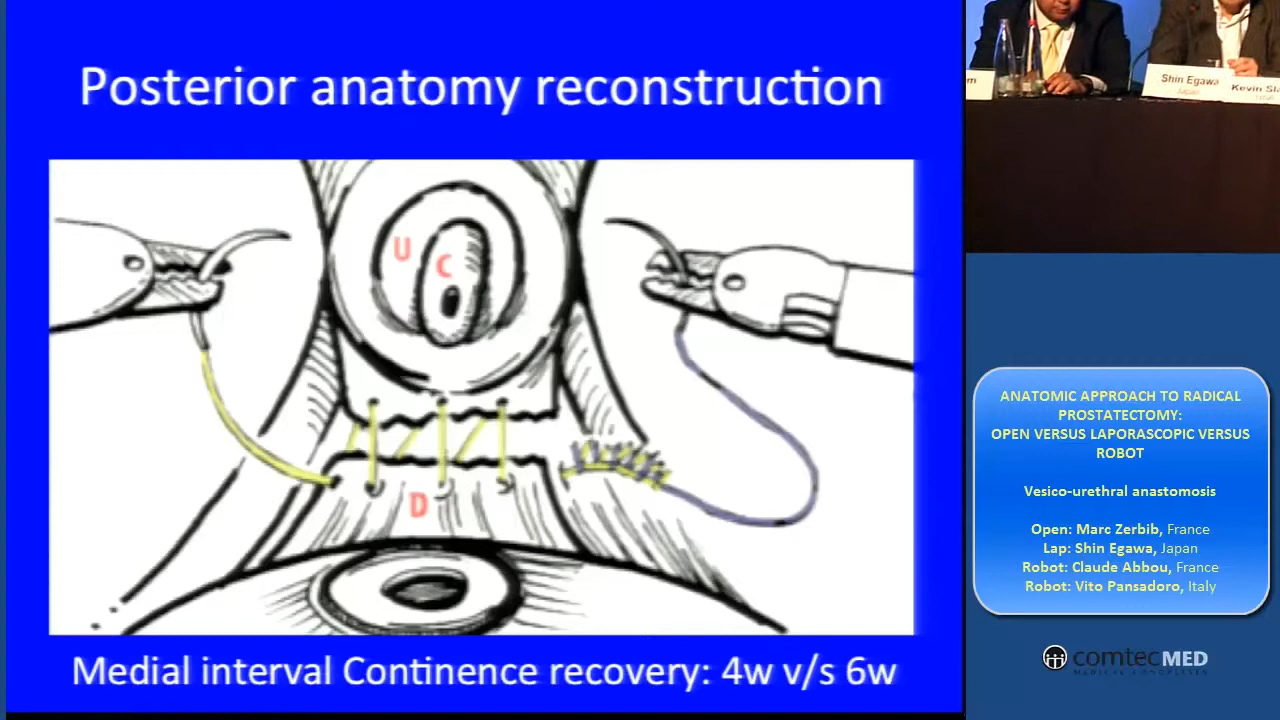 Posterior anatomy reconstruction
U
C
D
Medial interval Continence recovery: 4w v/s 6w
Shin Egawa
Japan
ANATOMIC APPROACH TO RADICAL
PROSTATECTOMY:
OPEN VERSUS LAPORASCOPIC VERSUS
ROBOT
Vesico-urethral anastomosis
Open: Marc Zerbib, France
Lap: Shin Egawa, Japan
Robot: Claude Abbou, France
Robot: Vito Pansadoro, Italy
comtecMED